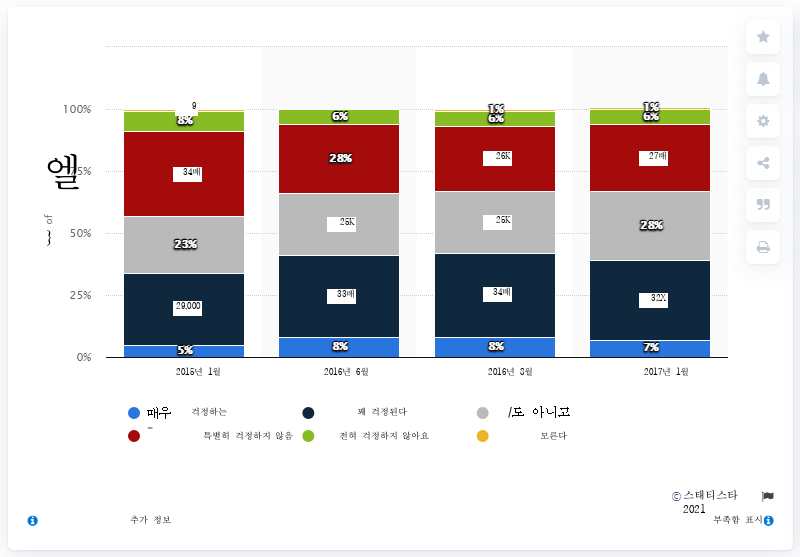 9
100%
8%
6%
1%
6%
1%
6%
엘
75%
34배
28%
26K
27배
of
50%
23%
25K
25K
28%
25%
29,000
33배
34배
32X
0%
5%
8%
8%
7%
2015년 1월
2016년 6월
2016년 8월
2017년 1월
매우 걱정하는
꽤 걱정된다
/도 아니고
특별히 걱정하지 않음
전혀 걱정하지 않아요
모른다
© 스태티스타 2021
추가 정보
부족함 표시